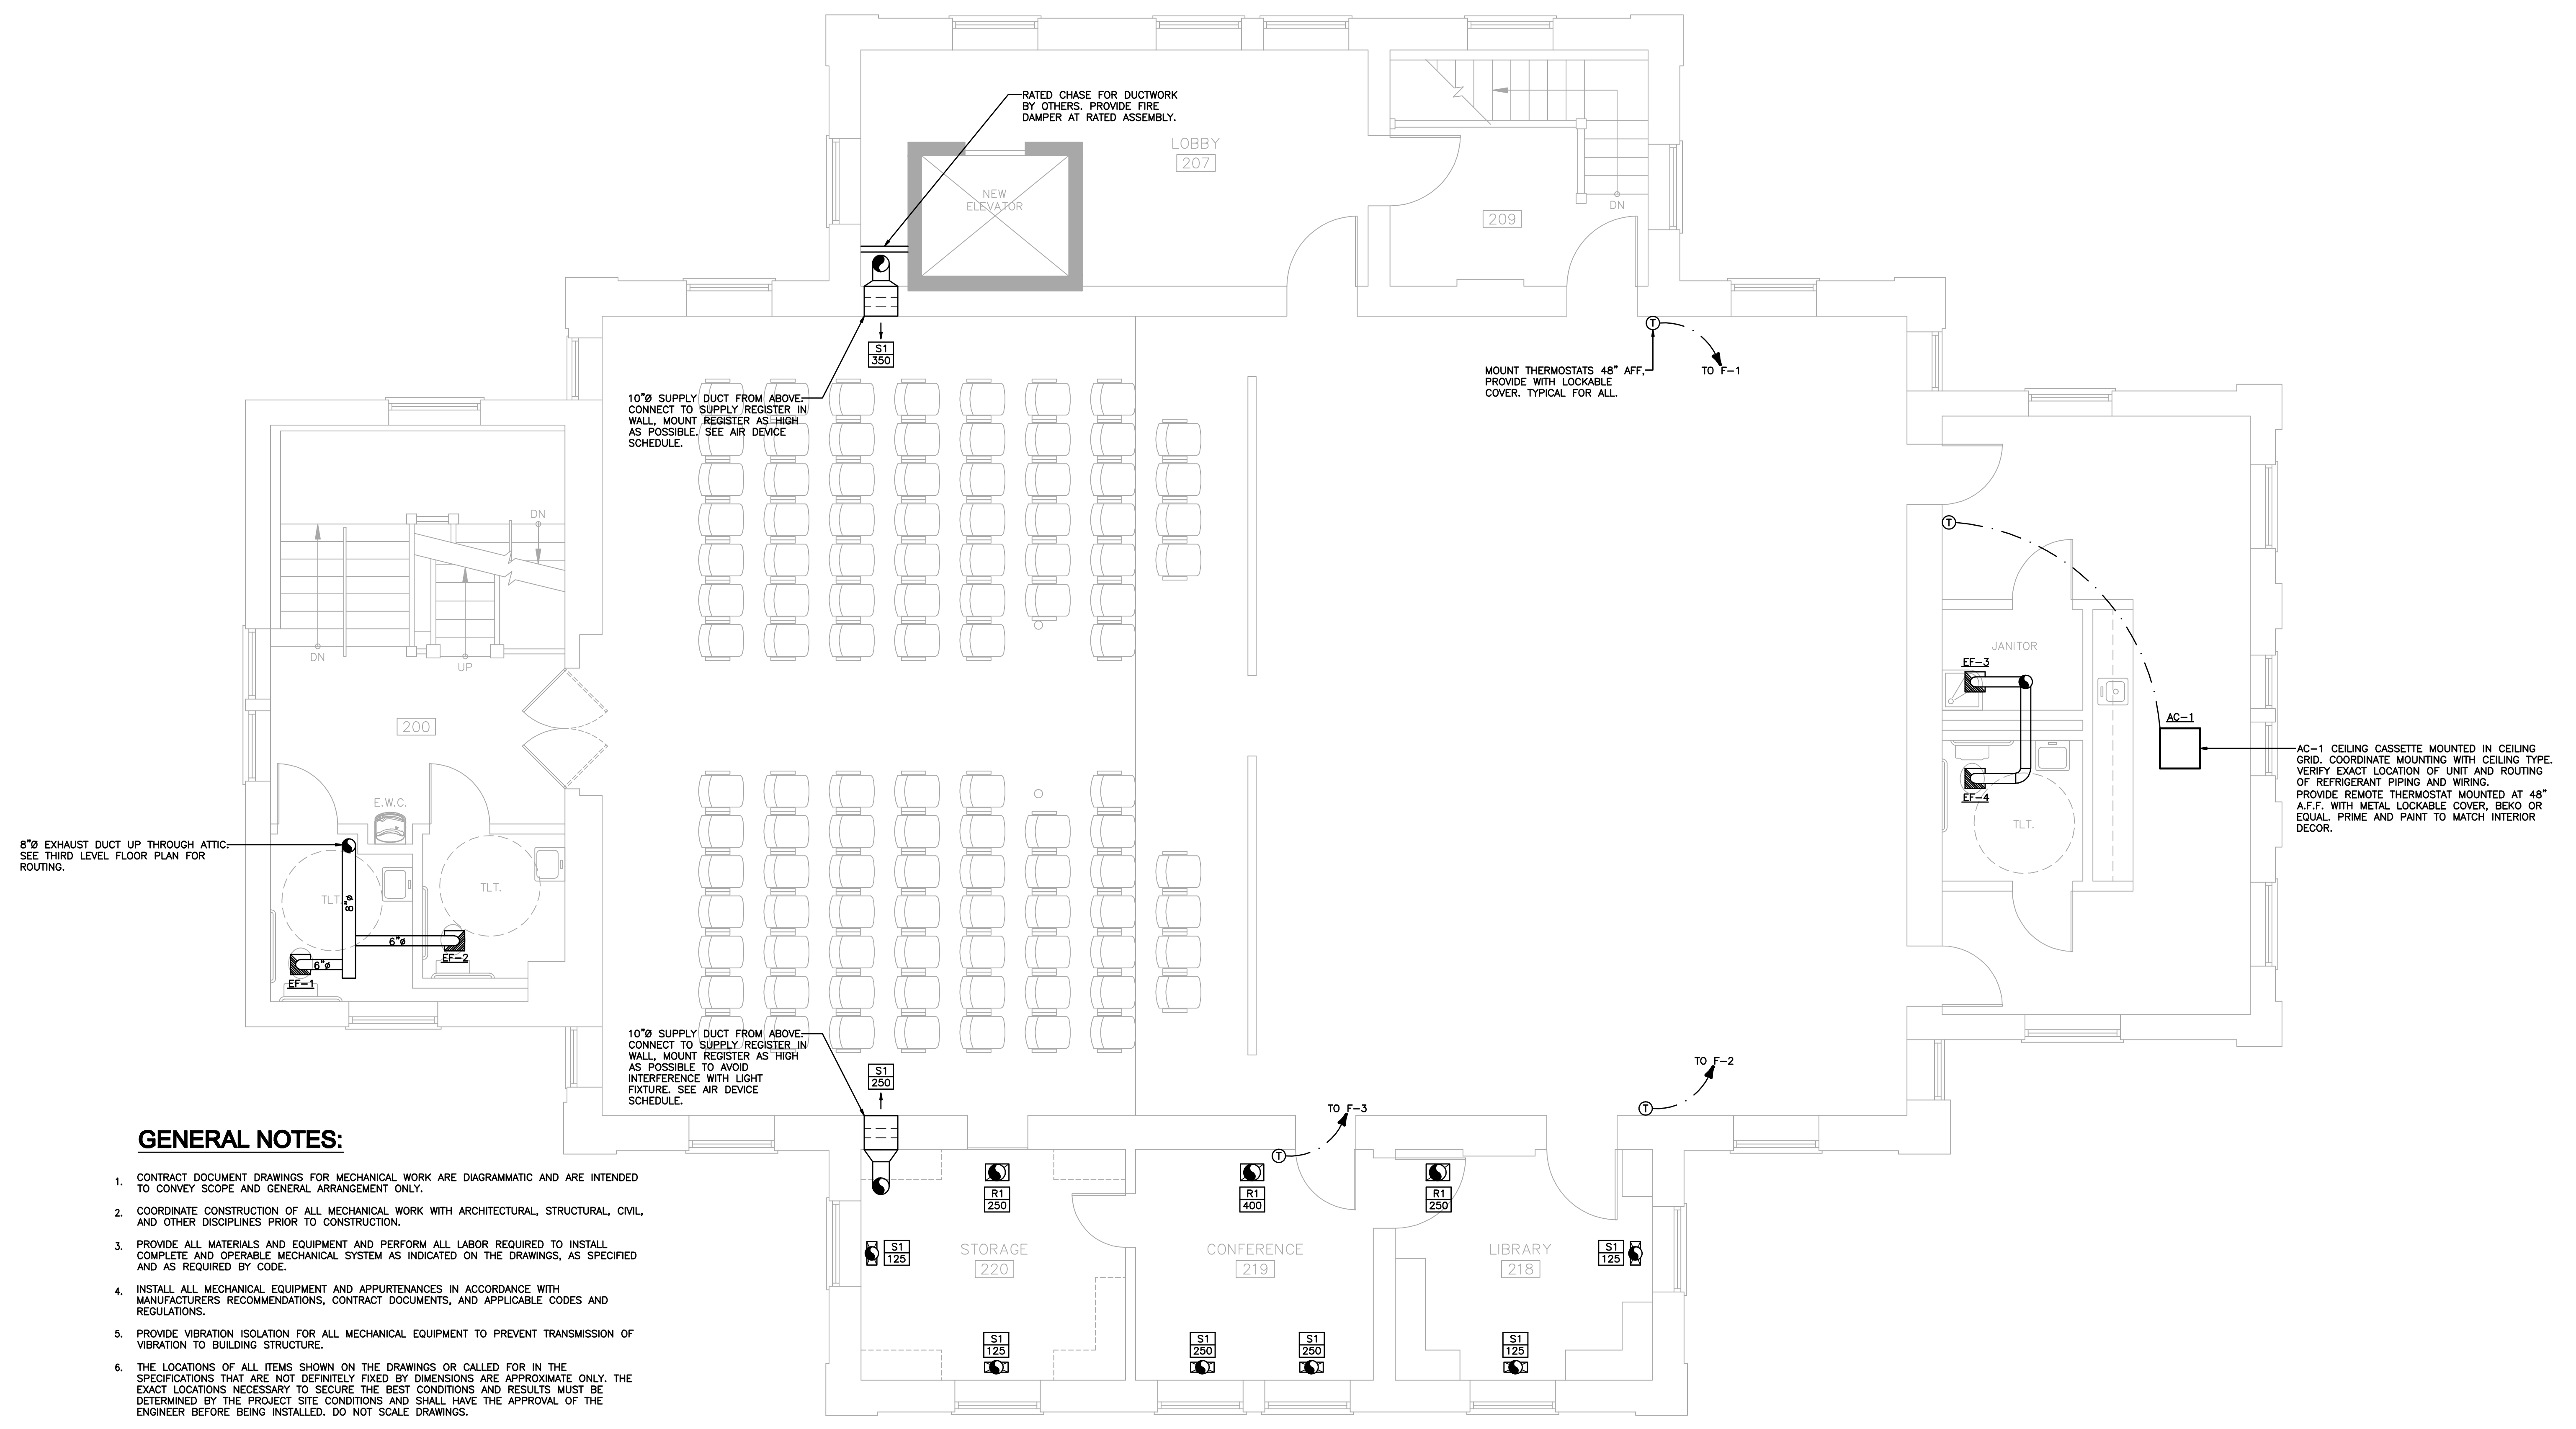 RATED CHASE FOR DUCTWORK
BY OTHERS. PROVIDE FIRE
DAMPER AT RATED ASSEMBLY.
LOBBY
207
NEW
ELEVATOR
209
DN
S1
350
10"Ø SUPPLY DUCT FROM ABOVE.
CONNECT TO SUPPLY REGISTER IN
WALL, MOUNT REGISTER AS HIGH
AS POSSIBLE. SEE AIR DEVICE
SCHEDULE.
T
MOUNT THERMOSTATS 48" AFF,
PROVIDE WITH LOCKABLE
COVER. TYPICAL FOR ALL.
TO F-1
DN
DN
UP
200
E.W.C.
8"Ø EXHAUST DUCT UP THROUGH ATTIC.
SEE THIRD LEVEL FLOOR PLAN FOR
ROUTING.
TLT.
8"Ø
TLT.
6"Ø
EF-2
6"Ø
EF-1
T
JANITOR
EF-3
EF-4
TLT.
AC-1
AC-1 CEILING CASSETTE MOUNTED IN CEILING
GRID. COORDINATE MOUNTING WITH CEILING TYPE.
VERIFY EXACT LOCATION OF UNIT AND ROUTING
OF REFRIGERANT PIPING AND WIRING.
PROVIDE REMOTE THERMOSTAT MOUNTED AT 48"
A.F.F. WITH METAL LOCKABLE COVER, BEKO OR
EQUAL. PRIME AND PAINT TO MATCH INTERIOR
DECOR.
10"Ø SUPPLY DUCT FROM ABOVE.
CONNECT TO SUPPLY REGISTER IN
WALL, MOUNT REGISTER AS HIGH
AS POSSIBLE TO AVOID
INTERFERENCE WITH LIGHT
FIXTURE. SEE AIR DEVICE
SCHEDULE.
S1
250
TO F-3
T
TO F-2
T
R1
250
R1
400
R1
250
S1
125
STORAGE
220
CONFERENCE
219
LIBRARY
218
S1
125
S1
125
S1
250
S1
250
S1
125
GENERAL NOTES:
1. CONTRACT DOCUMENT DRAWINGS FOR MECHANICAL WORK ARE DIAGRAMMATIC AND ARE INTENDED
TO CONVEY SCOPE AND GENERAL ARRANGEMENT ONLY.
2. COORDINATE CONSTRUCTION OF ALL MECHANICAL WORK WITH ARCHITECTURAL, STRUCTURAL, CIVIL,
AND OTHER DISCIPLINES PRIOR TO CONSTRUCTION.
3. PROVIDE ALL MATERIALS AND EQUIPMENT AND PERFORM ALL LABOR REQUIRED TO INSTALL
COMPLETE AND OPERABLE MECHANICAL SYSTEM AS INDICATED ON THE DRAWINGS, AS SPECIFIED
AND AS REQUIRED BY CODE.
4. INSTALL ALL MECHANICAL EQUIPMENT AND APPURTENANCES IN ACCORDANCE WITH
MANUFACTURERS RECOMMENDATIONS, CONTRACT DOCUMENTS, AND APPLICABLE CODES AND
REGULATIONS.
5. PROVIDE VIBRATION ISOLATION FOR ALL MECHANICAL EQUIPMENT TO PREVENT TRANSMISSION OF
VIBRATION TO BUILDING STRUCTURE.
6. THE LOCATIONS OF ALL ITEMS SHOWN ON THE DRAWINGS OR CALLED FOR IN THE
SPECIFICATIONS THAT ARE NOT DEFINITELY FIXED BY DIMENSIONS ARE APPROXIMATE ONLY. THE
EXACT LOCATIONS NECESSARY TO SECURE THE BEST CONDITIONS AND RESULTS MUST BE
DETERMINED BY THE PROJECT SITE CONDITIONS AND SHALL HAVE THE APPROVAL OF THE
ENGINEER BEFORE BEING INSTALLED. DO NOT SCALE DRAWINGS.